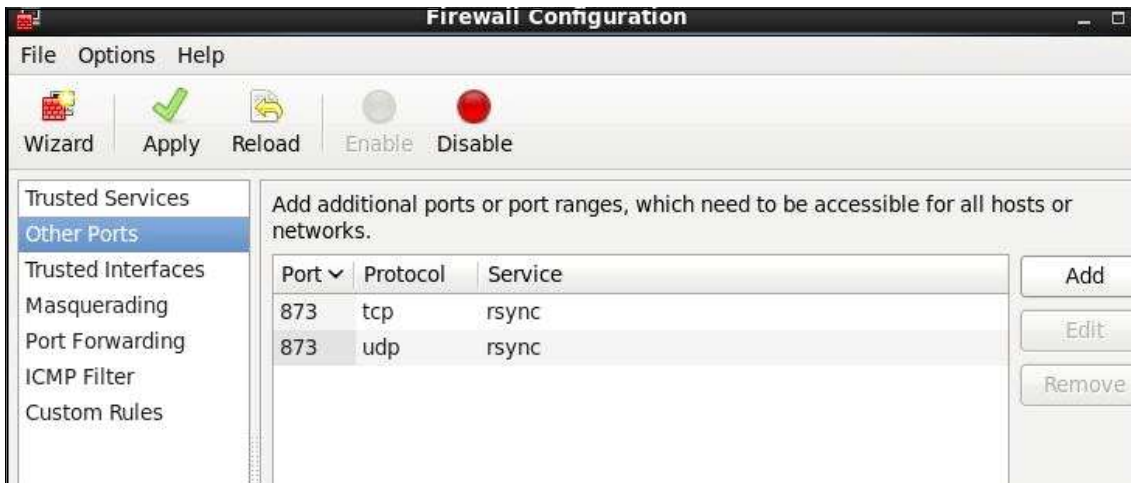 Firewall Configuration
File Options Help
Wizard Apply Reload Enable Disable
Trusted Services
Other Ports
Trusted Interfaces
Masquerading
Port Forwarding
ICMP Filter
Custom Rules
Add additional ports or port ranges, which need to be accessible for all hosts or
networks.
Port Protocol Service
873 tcp rsync
873 udp rsync
Add
Edit
Remove